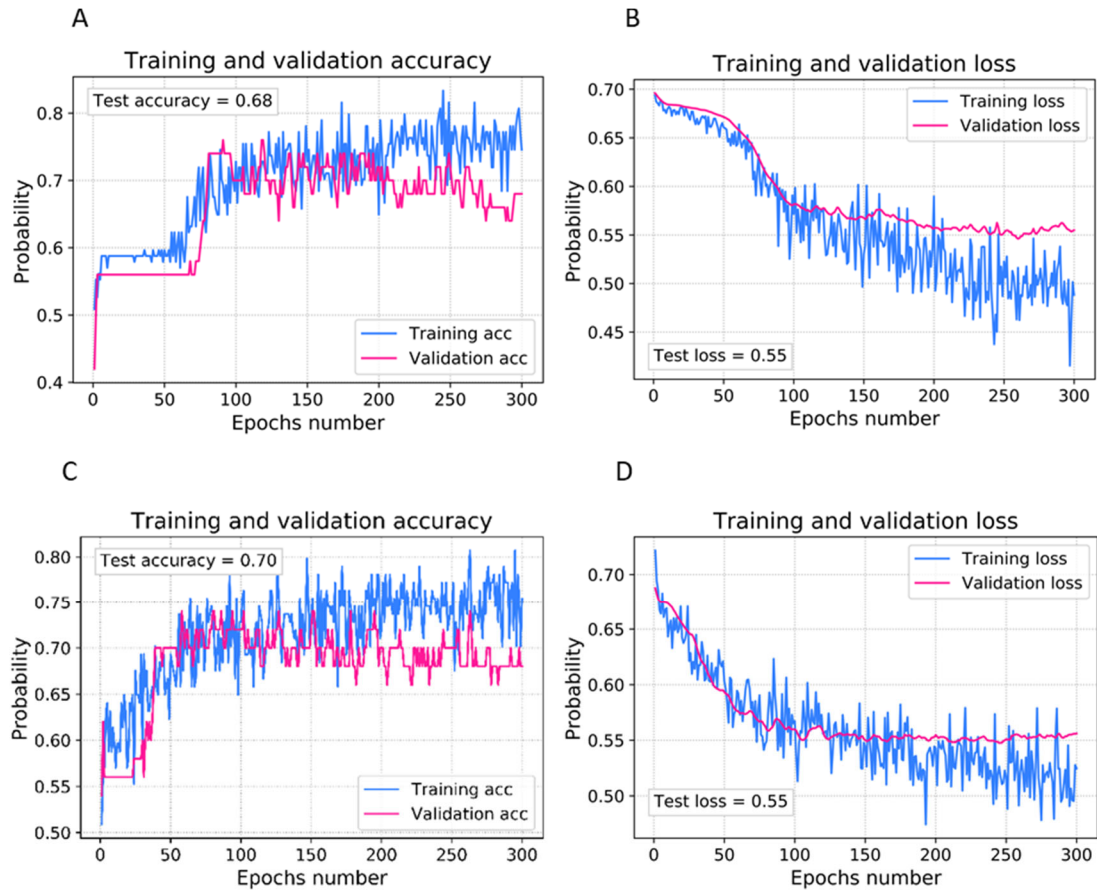 A
Training and validation accuracy
Test accuracy = 0.68
0.8
0.7
0.6
0.5
0.4
Probability
Training acc
Validation acc
0 50 100 150 200 250 300
Epochs number
B
Training and validation loss
0.70
0.65
0.60
0.55
0.50
0.45
Probability
Training loss
Validation loss
Test loss = 0.55
0 50 100 150 200 250 300
Epochs number
C
Training and validation accuracy
Test accuracy = 0.70
0.80
0.75
0.70
0.65
0.60
0.55
0.50
Probability
Training acc
Validation acc
0 50 100 150 200 250 300
Epochs number
D
Training and validation loss
0.70
0.65
0.60
0.55
0.50
Probability
Training loss
Validation loss
Test loss = 0.55
0 50 100 150 200 250 300
Epochs number